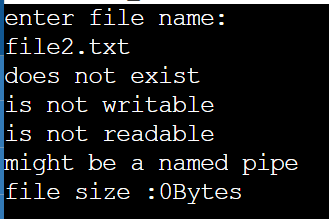 enter file name:
file2.txt
does not exist
is not writable
is not readable
might be a named pipe
file size :0Bytes